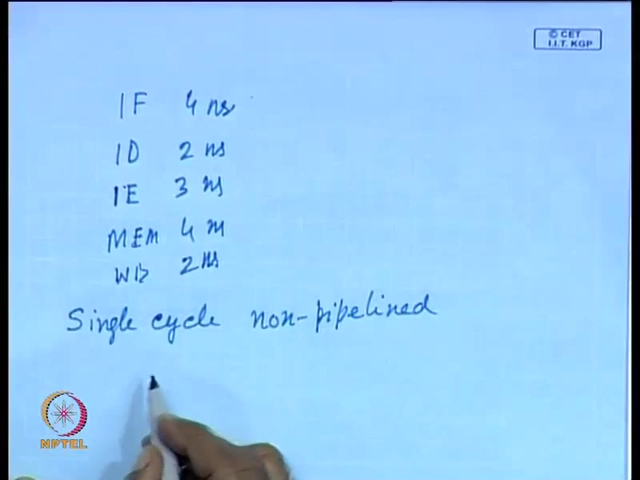 © CET
I.I.T. KGP
IF 4 ns
ID 2 ns
IE 3 ns
MEM 4 m
WB 2 ns
Single cycle non-pipelined
NPTEL